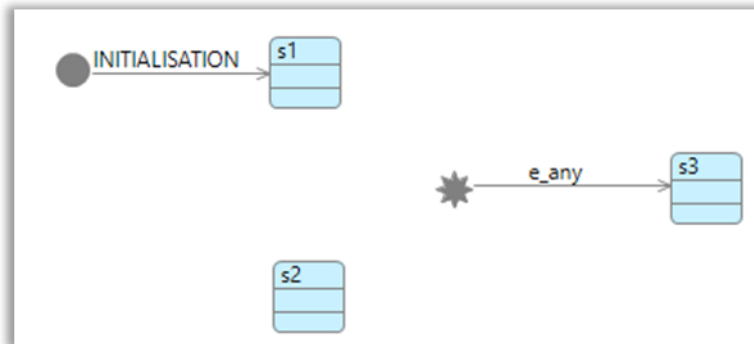 INITIALISATION
s1
e_any
s3
s2